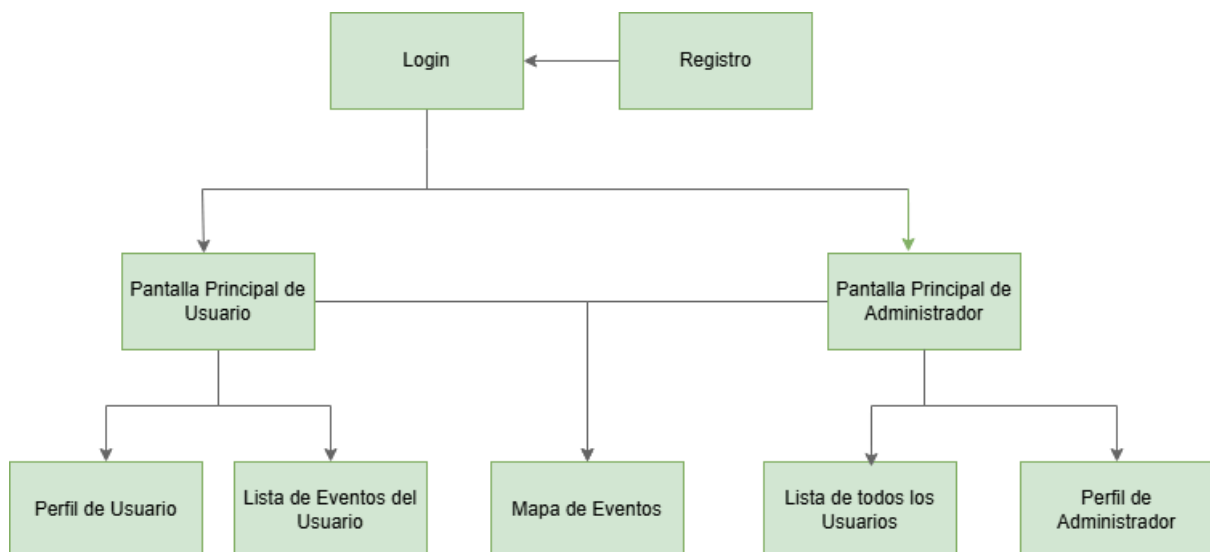 Login
Registro
Pantalla Principal de
Usuario
Pantalla Principal de
Administrador
Perfil de Usuario
Lista de Eventos del
Usuario
Mapa de Eventos
Lista de todos los
Usuarios
Perfil de
Administrador